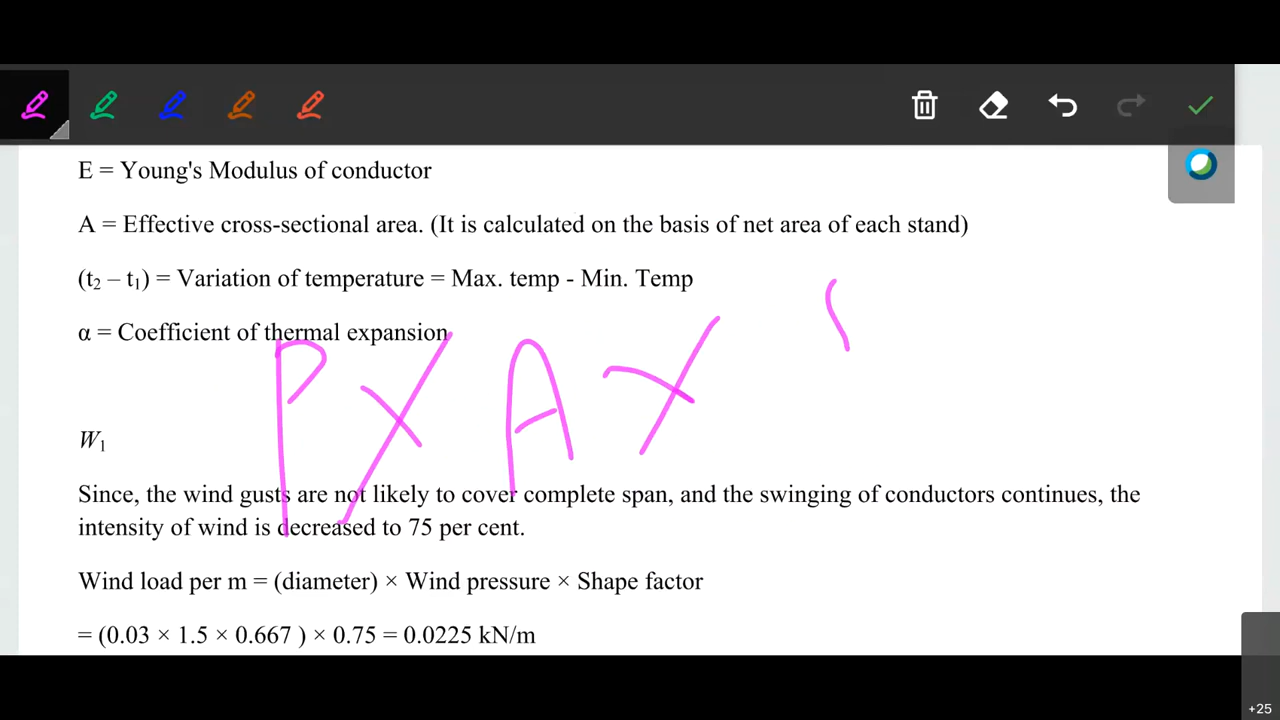 E = Young's Modulus of conductor
A = Effective cross-sectional area. (It is calculated on the basis of net area of each stand)
(t₂ – t₁) = Variation of temperature = Max. temp - Min. Temp
α = Coefficient of thermal expansion
P × A ×
W₁
Since, the wind gusts are not likely to cover complete span, and the swinging of conductors continues, the
intensity of wind is decreased to 75 per cent.
Wind load per m = (diameter) × Wind pressure × Shape factor
= (0.03 × 1.5 × 0.667 ) × 0.75 = 0.0225 kN/m
+25